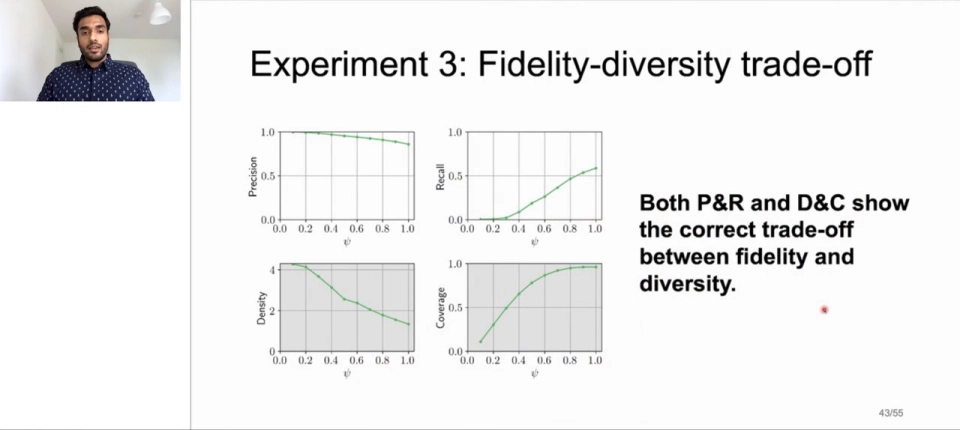 Experiment 3: Fidelity-diversity trade-off
1.0
0.5
0.0
0.0 0.2 0.4 0.6 0.8 1.0
Precision
ψ
1.0
0.5
0.0
0.0 0.2 0.4 0.6 0.8 1.0
Recall
ψ
Both P&R and D&C show
the correct trade-off
between fidelity and
diversity.
4
2
0
0.0 0.2 0.4 0.6 0.8 1.0
Density
ψ
1.0
0.5
0.0
0.0 0.2 0.4 0.6 0.8 1.0
Coverage
ψ
43/55